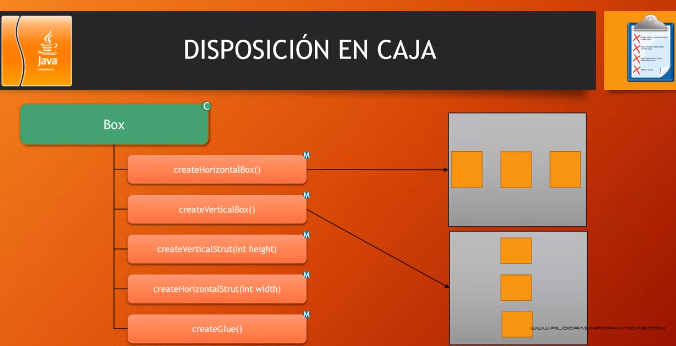 Java
DISPOSICIÓN EN CAJA
C
Box
M
createHorizontalBox()
M
createVerticalBox()
M
createVerticalStrut(int height)
M
createHorizontalStrut(int width)
M
createGlue()
WWW.PILDORASINFORMATICAS.COM